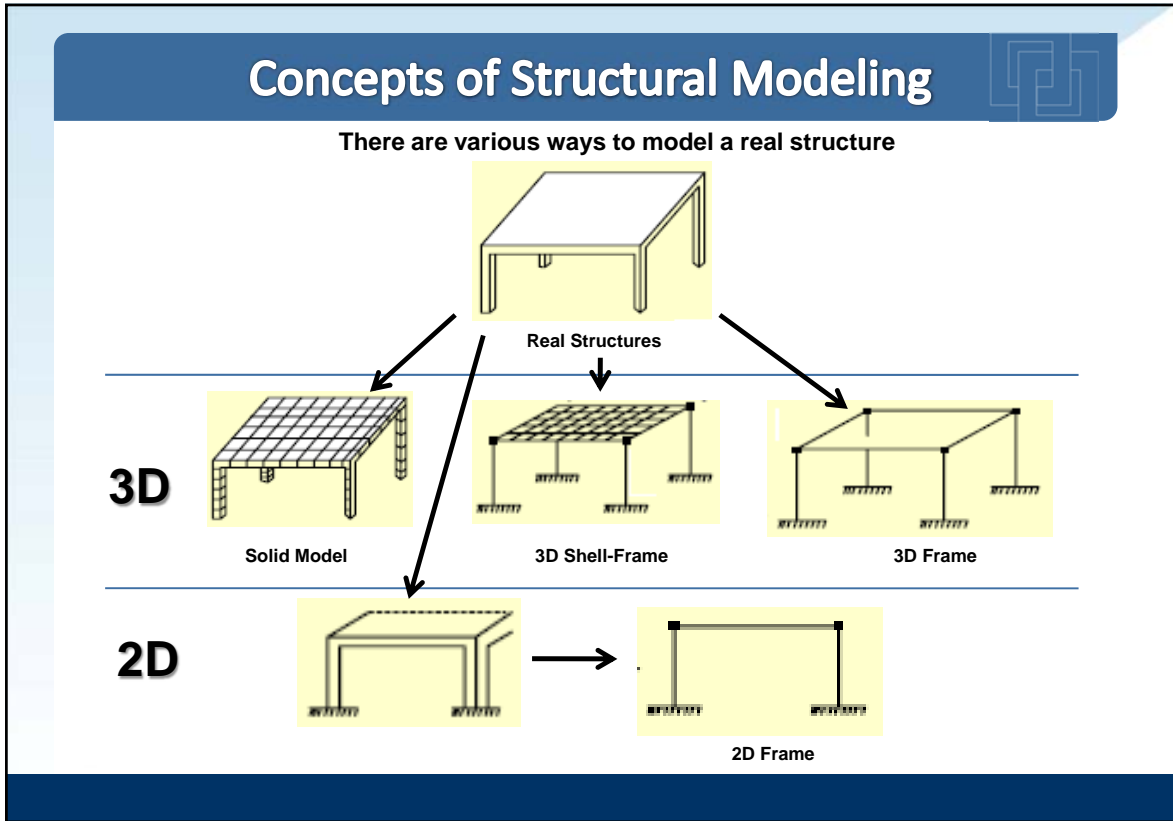 Concepts of Structural Modeling
There are various ways to model a real structure
Real Structures
3D
Solid Model
3D Shell-Frame
3D Frame
2D
2D Frame